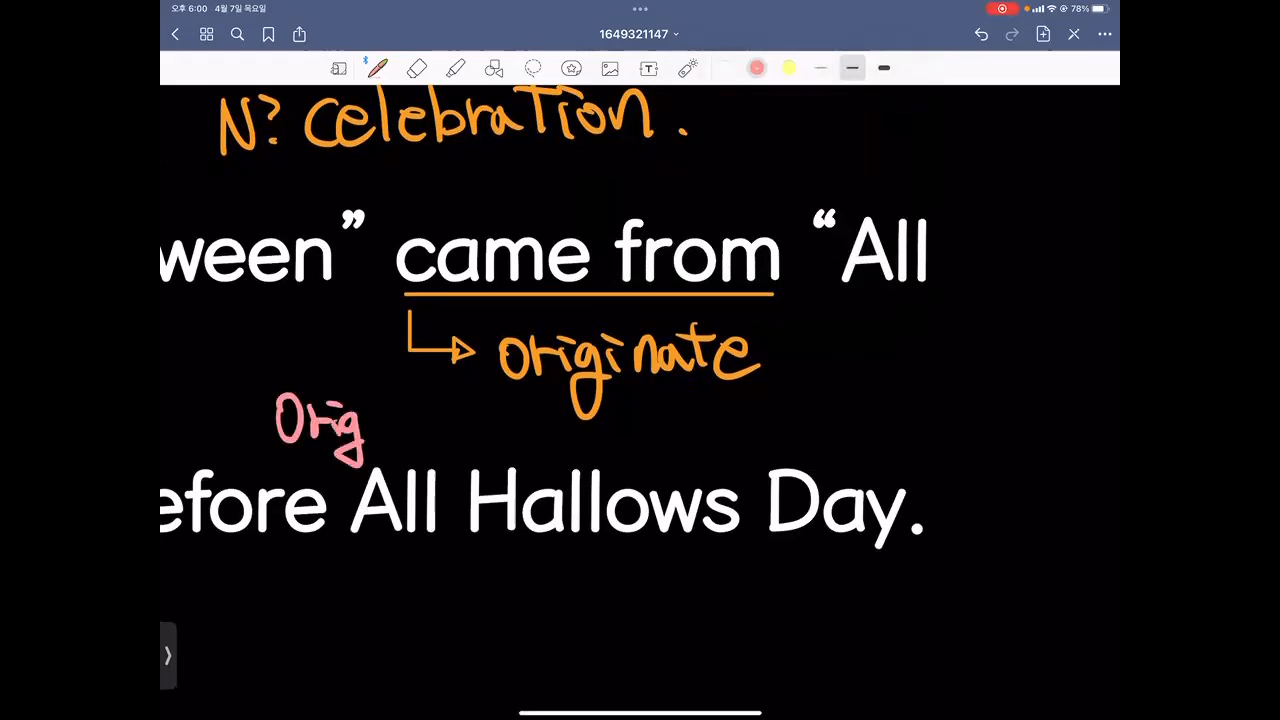 오후 6:00 4월 7일 목요일
78%
1649321147
N? celebration.
ween” came from “All
originate
Orig
efore All Hallows Day.